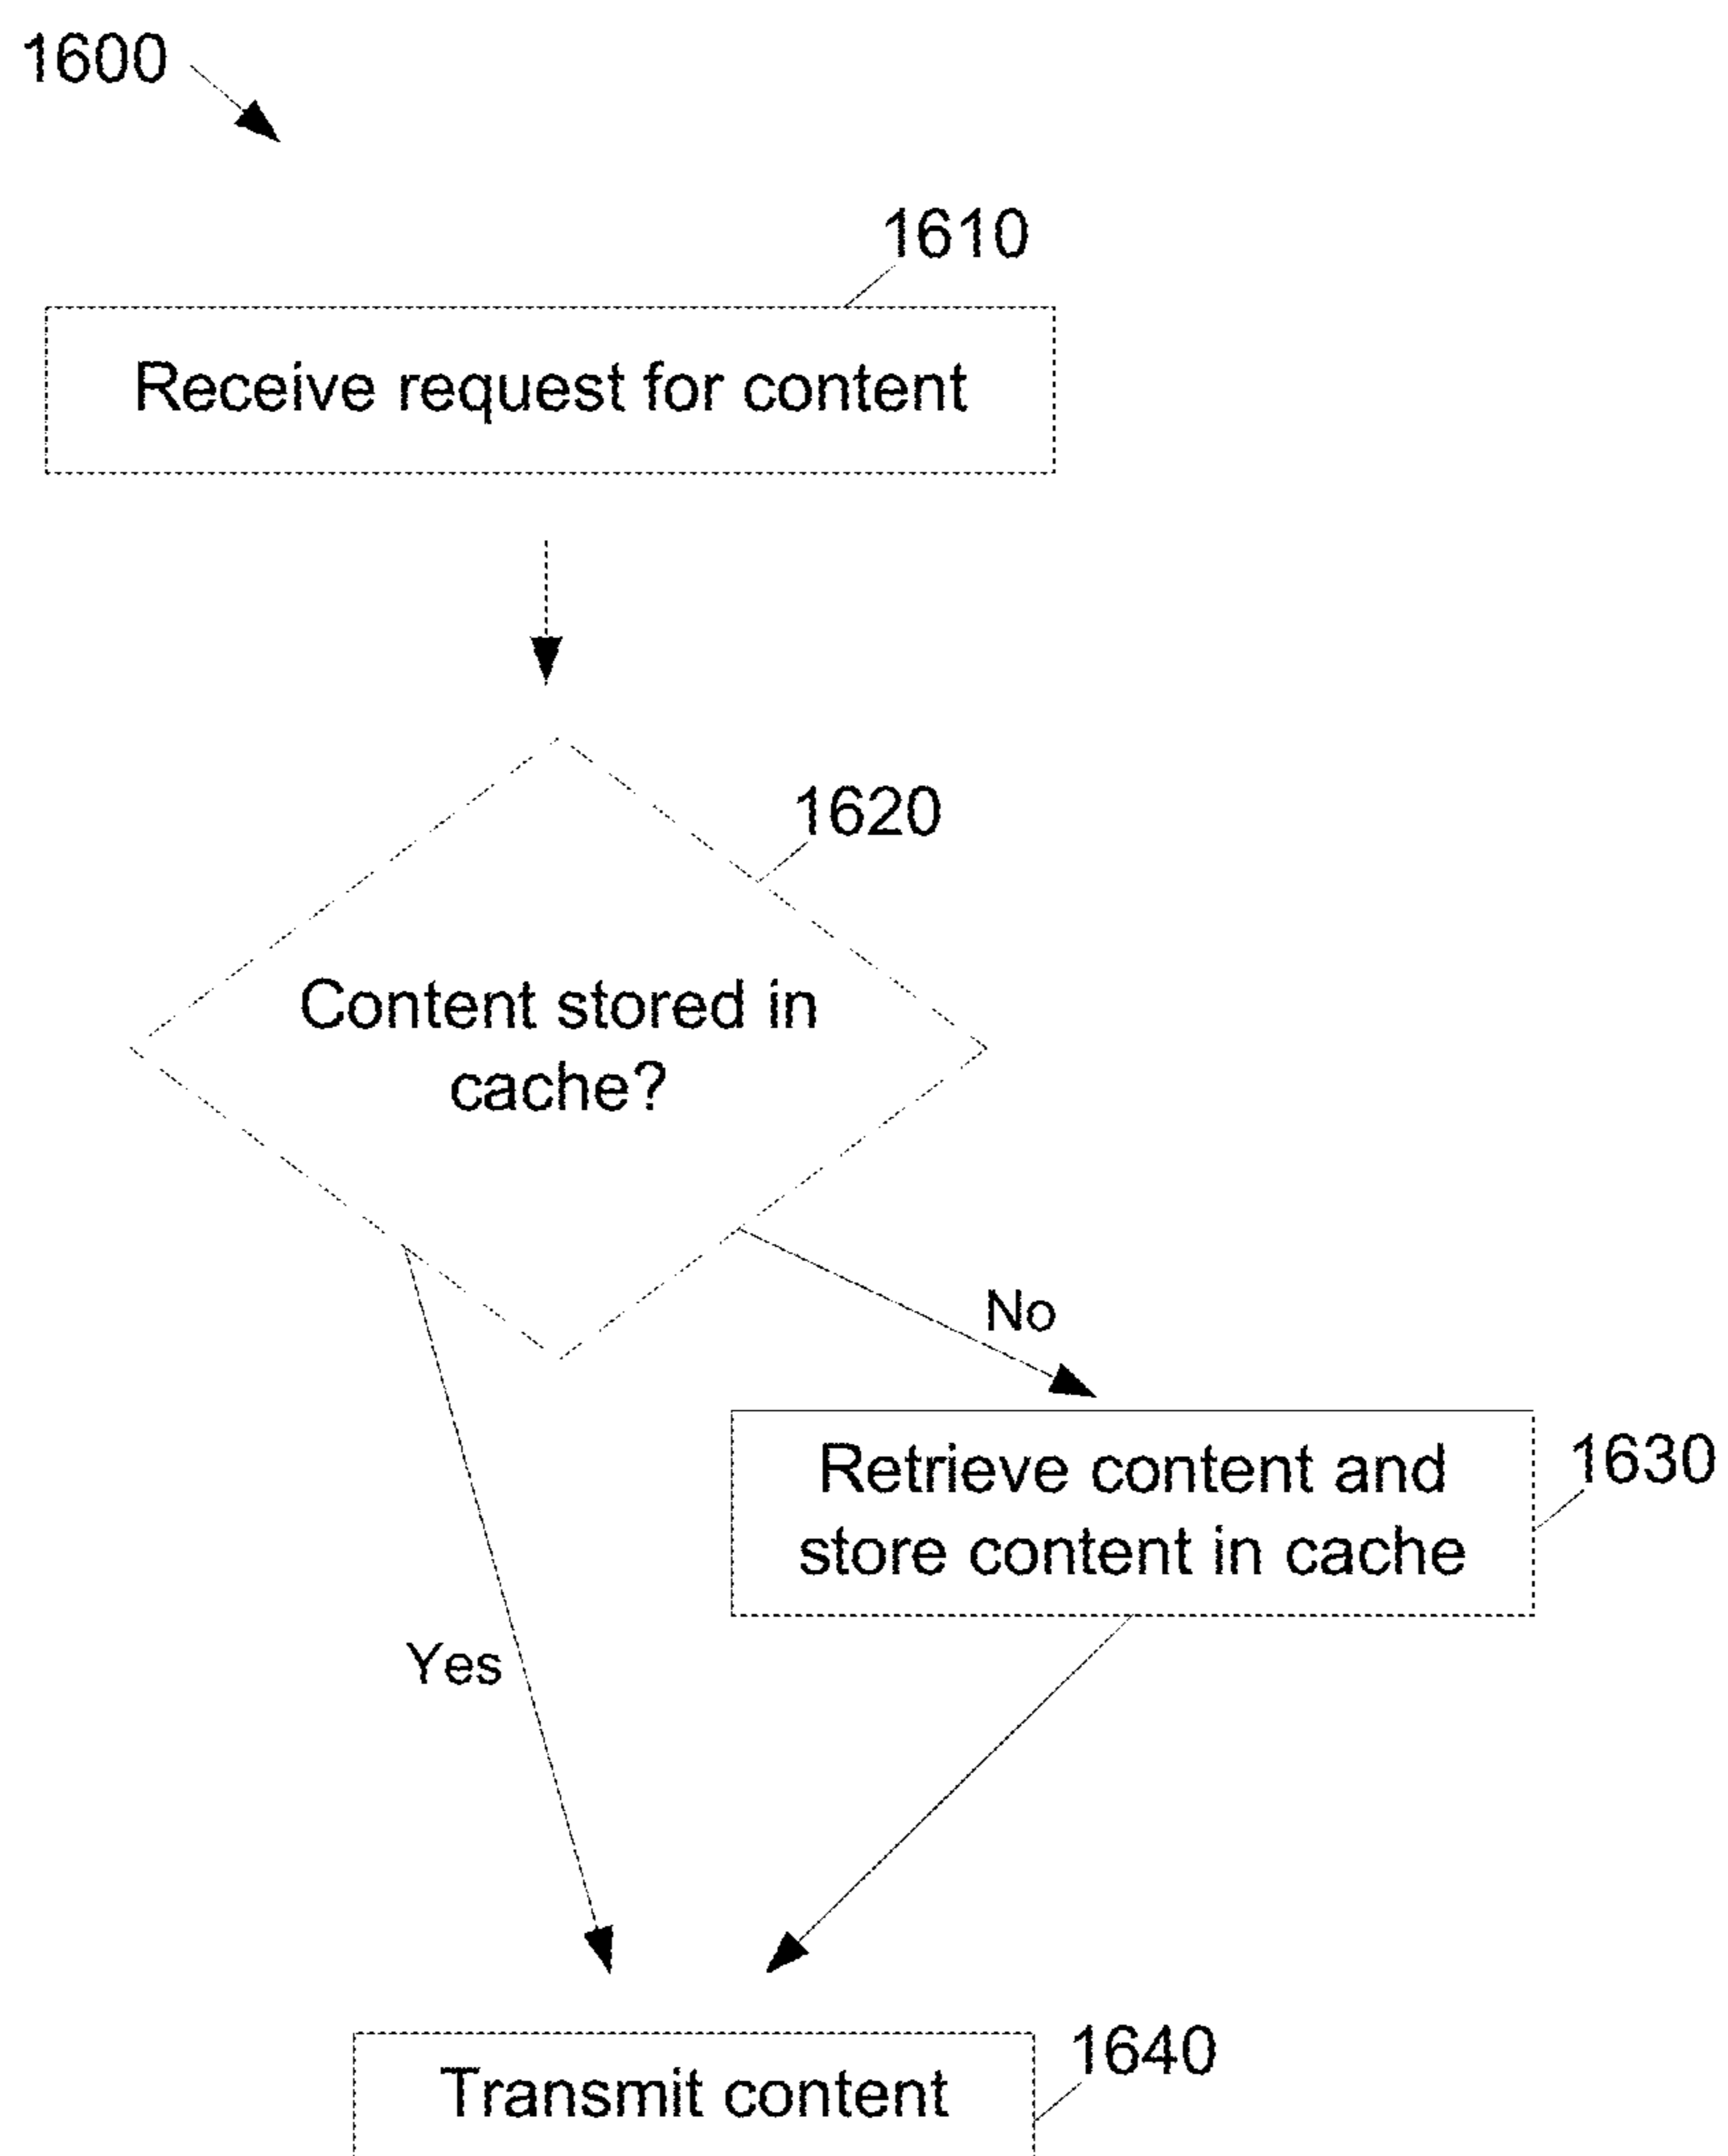 1600
1610
Receive request for content
1620
Content stored in
cache?
No
Retrieve content and
store content in cache
1630
Yes
1640
Transmit content